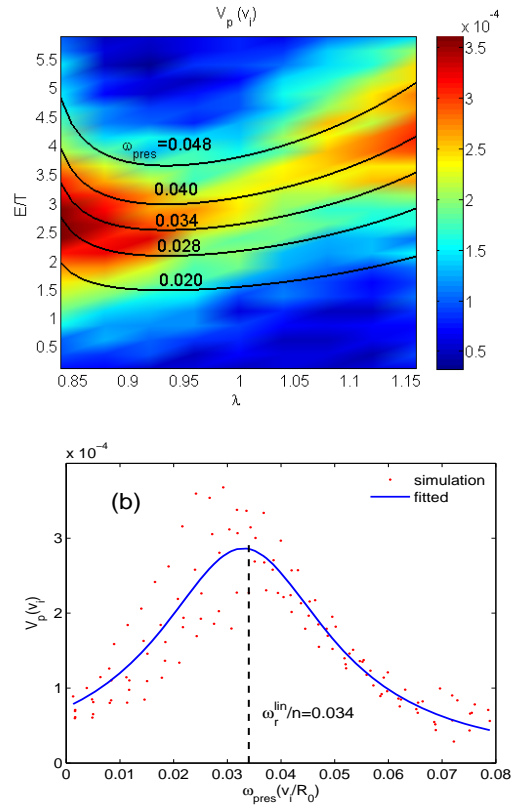 V_p (v_i)
x 10^-4
E/T
5.5
5
4.5
4
3.5
3
2.5
2
1.5
1
0.5
ω_pres=0.048
0.040
0.034
0.028
0.020
0.85 0.9 0.95 1 1.05 1.1 1.15
λ
3.5
3
2.5
2
1.5
1
0.5
x 10^-4
(b)
simulation
fitted
V_p(v_i)
3
2
1
0
ω_r^lin/n=0.034
0 0.01 0.02 0.03 0.04 0.05 0.06 0.07 0.08
ω_pres(v_i/R_0)